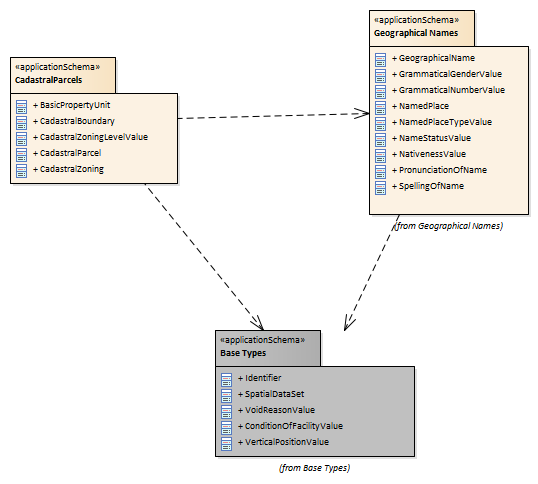 «applicationSchema»
CadastralParcels
+ BasicPropertyUnit
+ CadastralBoundary
+ CadastralZoningLevelValue
+ CadastralParcel
+ CadastralZoning
«applicationSchema»
Geographical Names
+ GeographicalName
+ GrammaticalGenderValue
+ GrammaticalNumberValue
+ NamedPlace
+ NamedPlaceTypeValue
+ NameStatusValue
+ NativenessValue
+ PronunciationOfName
+ SpellingOfName
(from Geographical Names)
«applicationSchema»
Base Types
+ Identifier
+ SpatialDataSet
+ VoidReasonValue
+ ConditionOfFacilityValue
+ VerticalPositionValue
(from Base Types)